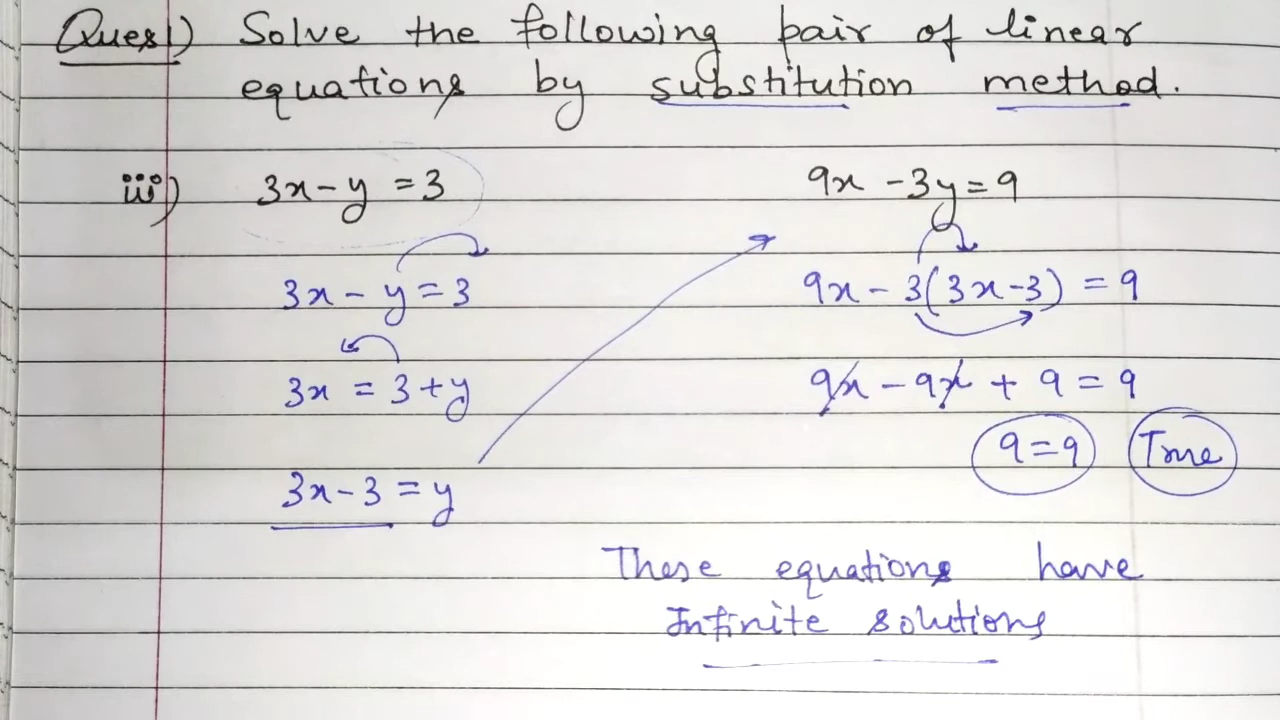 Ques1) Solve the following pair of linear
equations by substitution method.
iii) 3x-y=3 9x-3y=9
3x-y=3 9x-3(3x-3)=9
3x=3+y 9x-9x+9=9
9=9 True
3x-3=y
These equations have
Infinite solutions